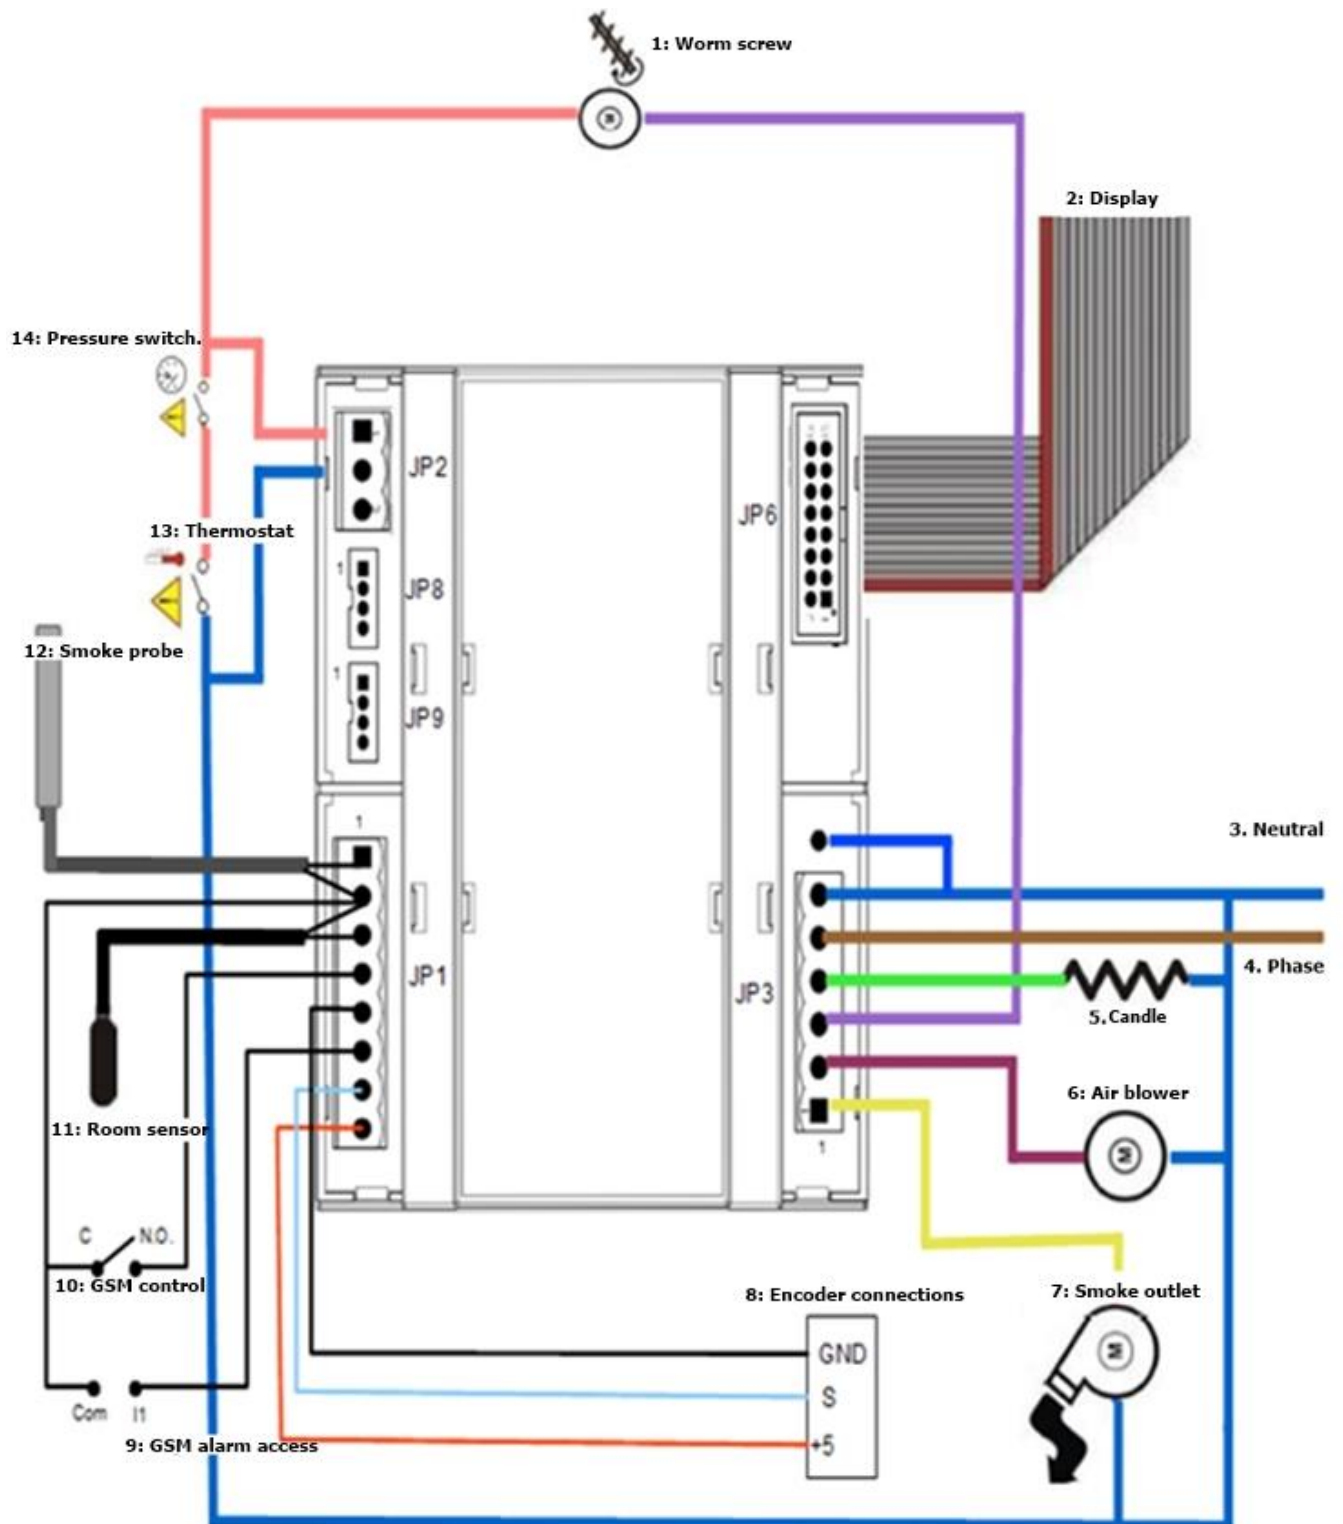 1: Worm screw
2: Display
14: Pressure switch.
JP2
JP6
13: Thermostat
1
JP8
12: Smoke probe
1
JP9
3. Neutral
1
4. Phase
JP1
JP3
5.Candle
6: Air blower
M
11: Room sensor
1
C
N.O.
10: GSM control
8: Encoder connections
7: Smoke outlet
GND
M
S
Com
I1
9: GSM alarm access
+5